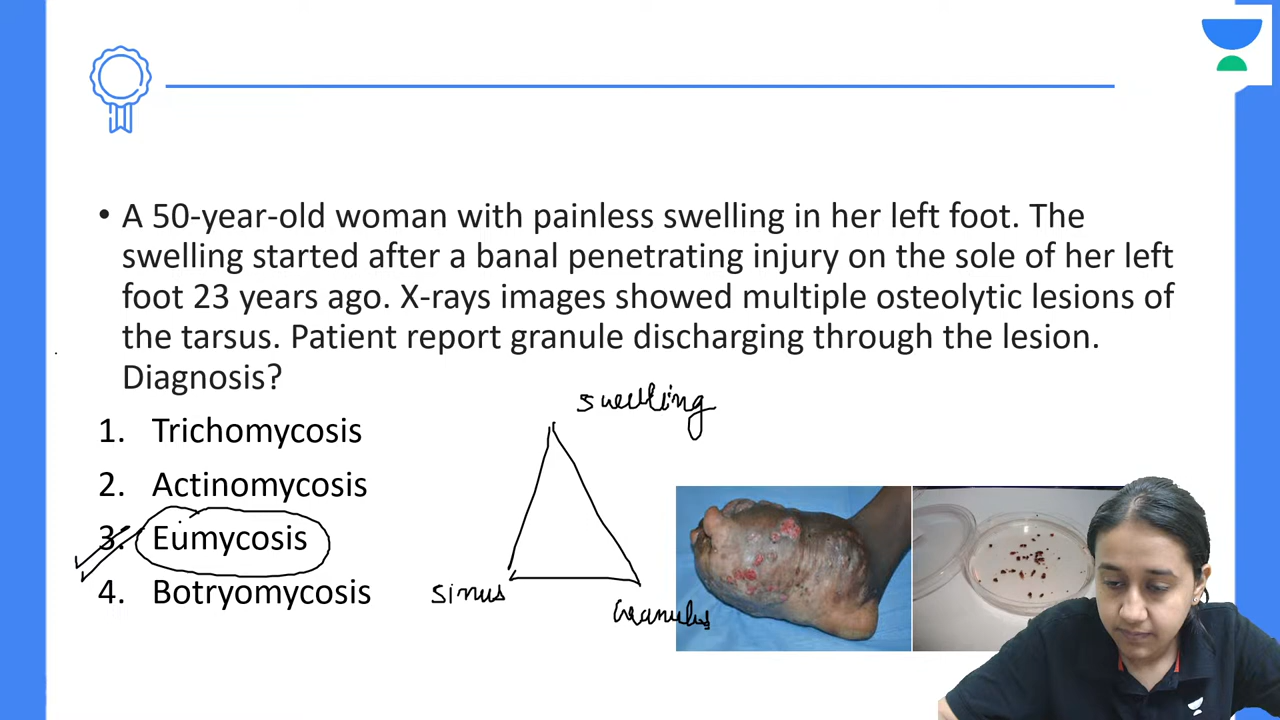 • A 50-year-old woman with painless swelling in her left foot. The
swelling started after a banal penetrating injury on the sole of her left
foot 23 years ago. X-rays images showed multiple osteolytic lesions of
the tarsus. Patient report granule discharging through the lesion.
Diagnosis?
1. Trichomycosis
2. Actinomycosis
3. Eumycosis
4. Botryomycosis
swelling
sinus
Granules